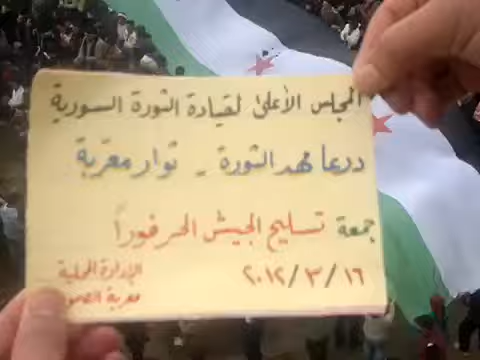 المجلس الأعلى لقيادة الثورة السورية
درعا مهد الثورة - ثوار معربة
جمعة تسليح الجيش الحر فوراً
٢٠١٢/٣/١٦
الإدارة المحلية
معربة